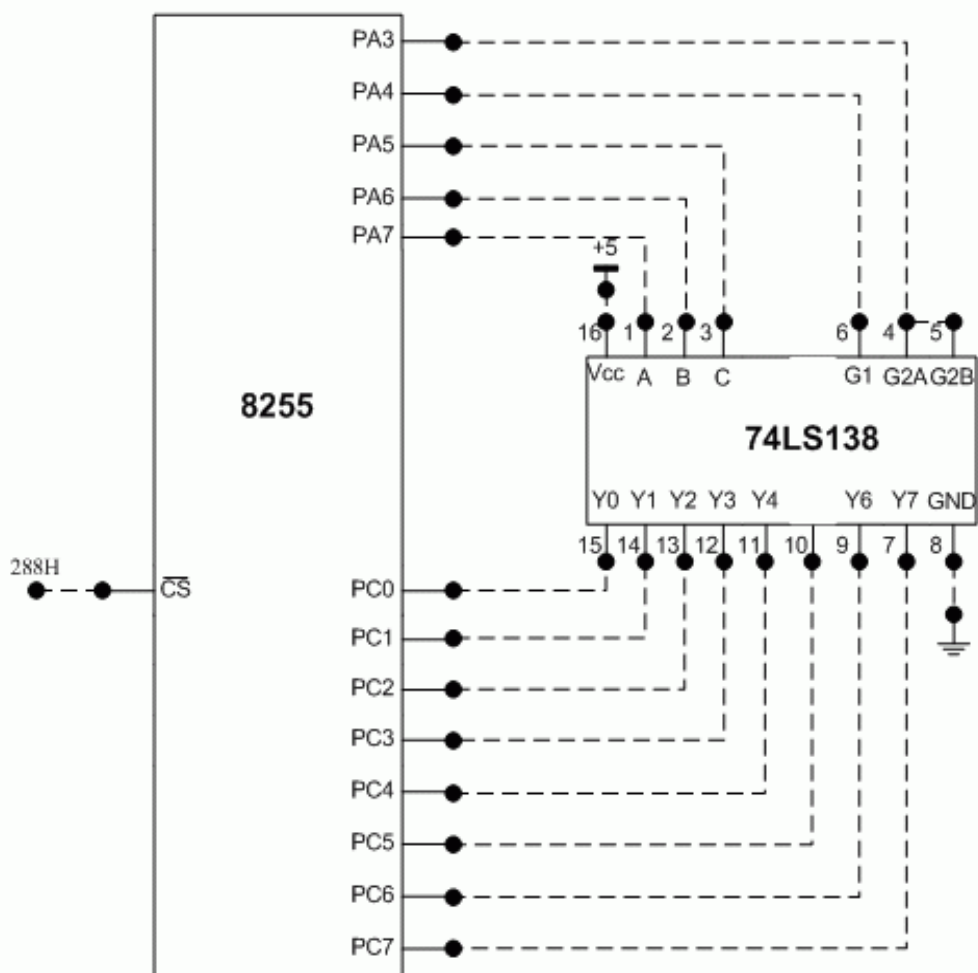 PA3
PA4
PA5
PA6
PA7
+5
16 1 2 3 6 4 5
Vcc A B C G1 G2A G2B
8255
74LS138
Y0 Y1 Y2 Y3 Y4 Y6 Y7 GND
15 14 13 12 11 10 9 7 8
288H
CS
PC0
PC1
PC2
PC3
PC4
PC5
PC6
PC7